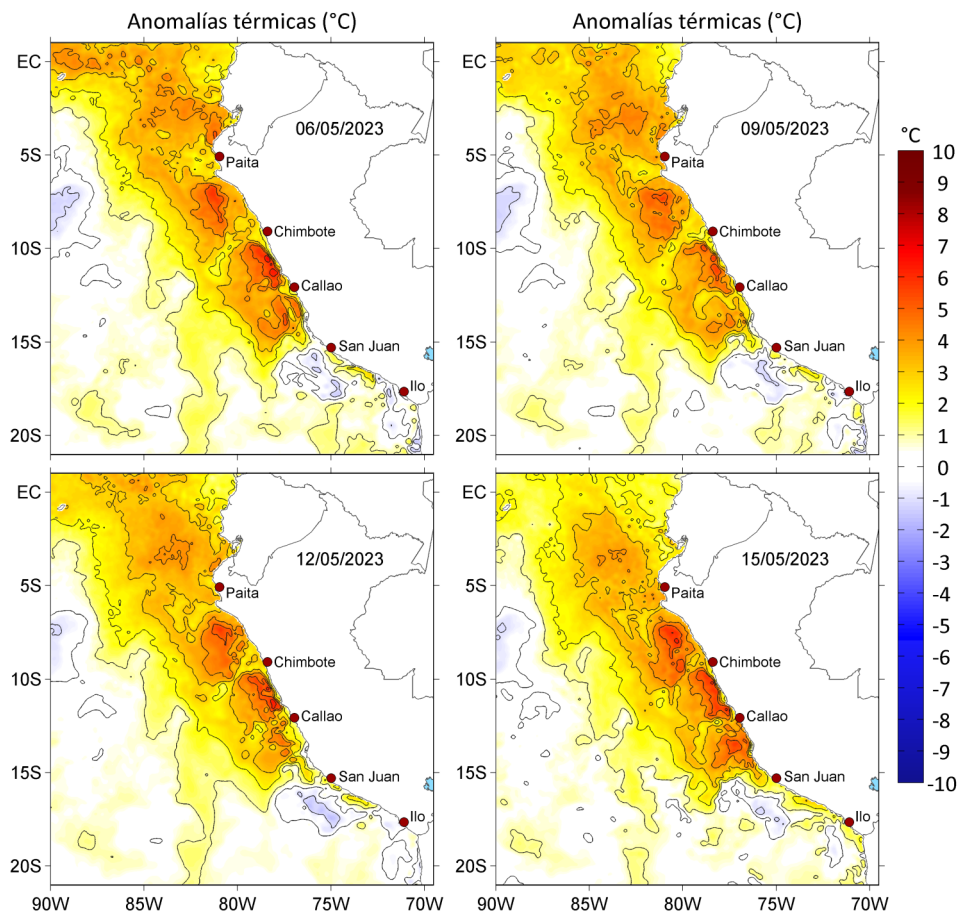 Anomalías térmicas (°C)
Anomalías térmicas (°C)
EC
5S
10S
15S
20S
06/05/2023
Paita
Chimbote
Callao
San Juan
Ilo
09/05/2023
EC
5S
10S
15S
20S
Paita
Chimbote
Callao
San Juan
Ilo
EC
5S
10S
15S
20S
12/05/2023
Paita
Chimbote
Callao
San Juan
Ilo
90W
85W
80W
75W
70W
EC
5S
10S
15S
20S
15/05/2023
Paita
Chimbote
Callao
San Juan
Ilo
90W
85W
80W
75W
70W
°C
10
9
8
7
6
5
4
3
2
1
0
-1
-2
-3
-4
-5
-6
-7
-8
-9
-10